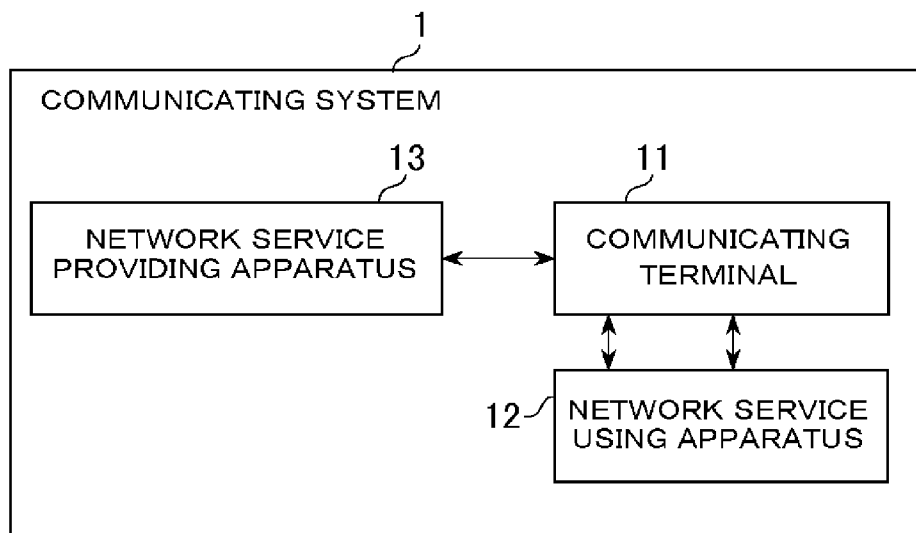 1
COMMUNICATING SYSTEM
13
11
NETWORK SERVICE
PROVIDING APPARATUS
COMMUNICATING
TERMINAL
12
NETWORK SERVICE
USING APPARATUS